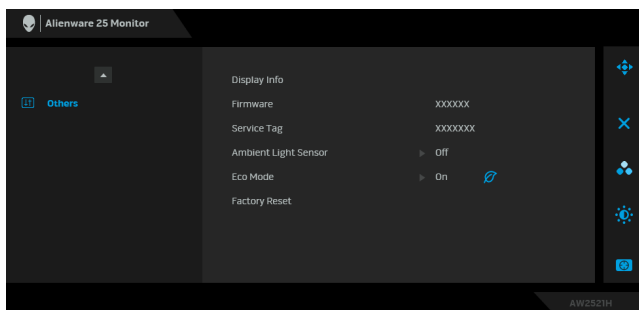 Alienware 25 Monitor
Others
Display Info
Firmware XXXXXX
Service Tag XXXXXXX
Ambient Light Sensor Off
Eco Mode On
Factory Reset
AW2521H